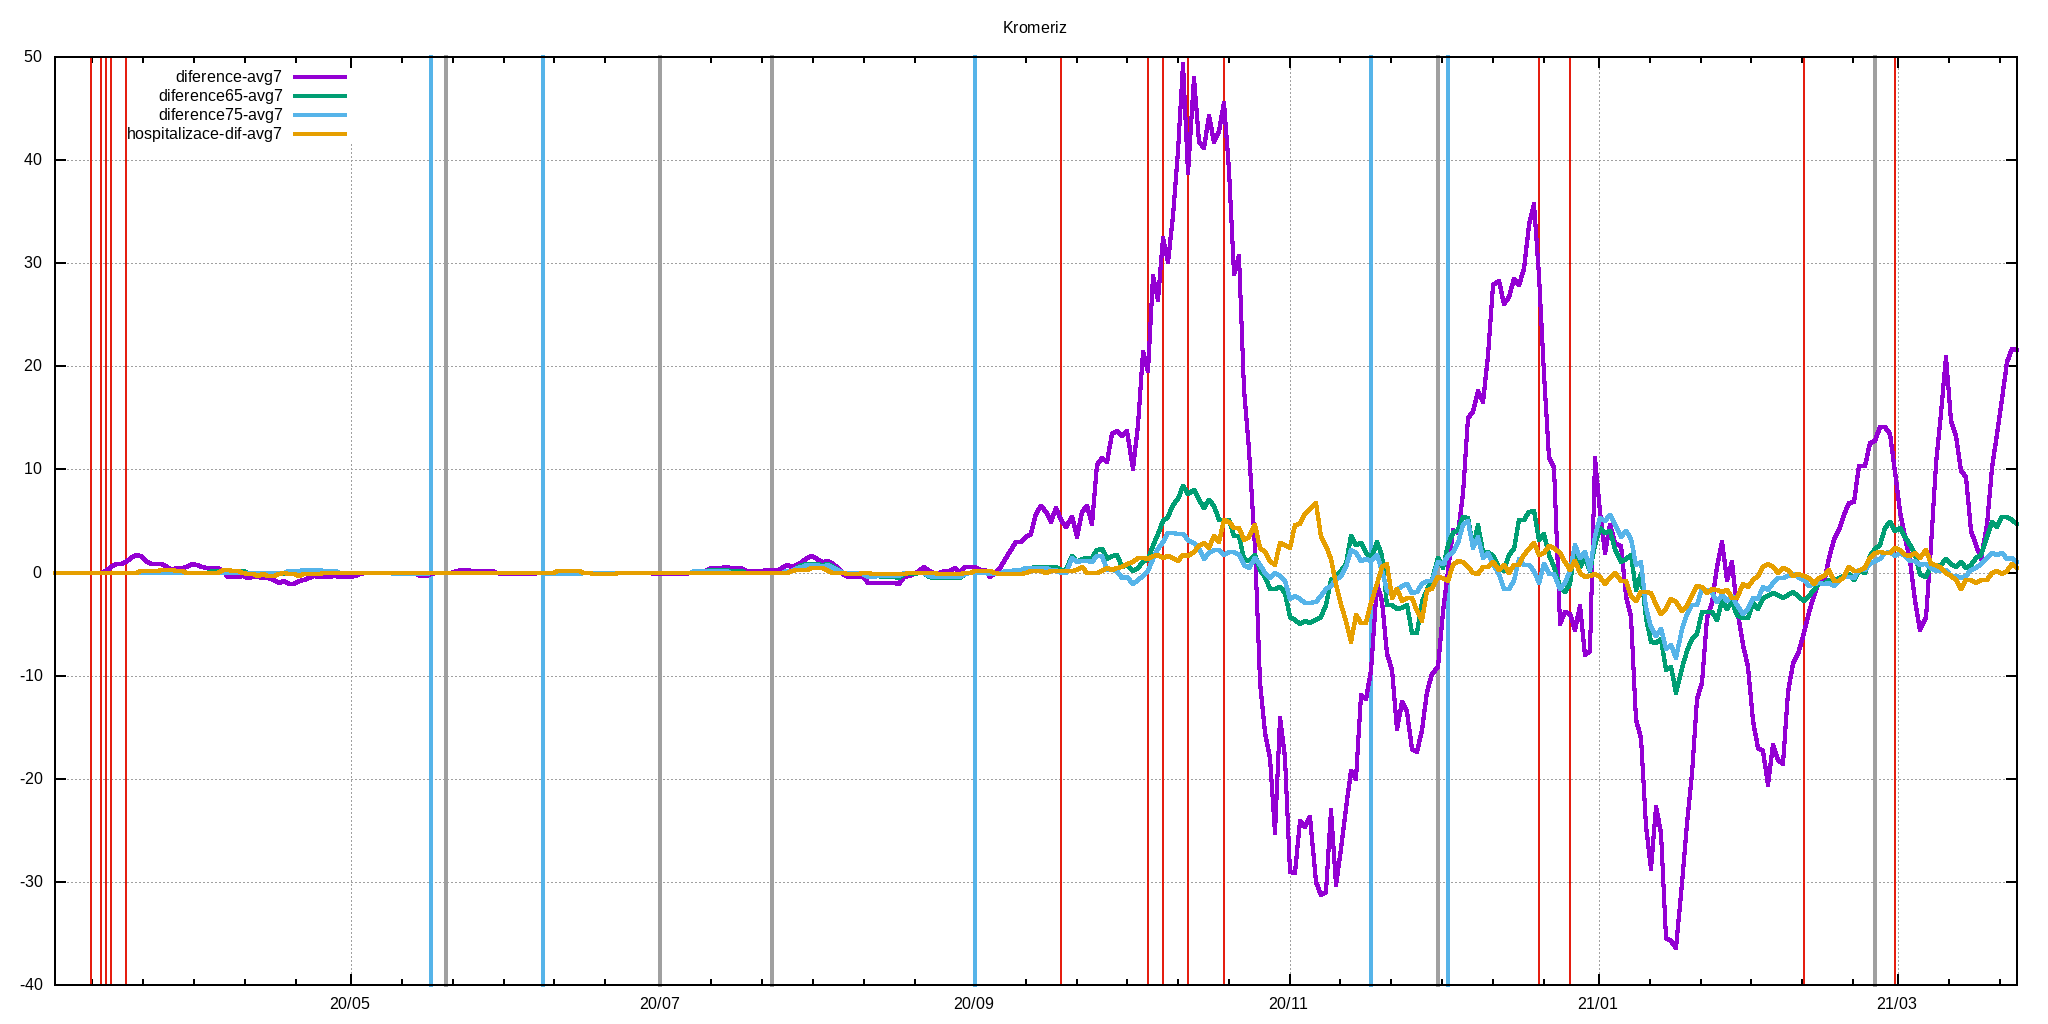 Kromeriz
diference-avg7
diference65-avg7
diference75-avg7
hospitalizace-dif-avg7
50
40
30
20
10
0
-10
-20
-30
-40
20/05 20/07 20/09 20/11 21/01 21/03